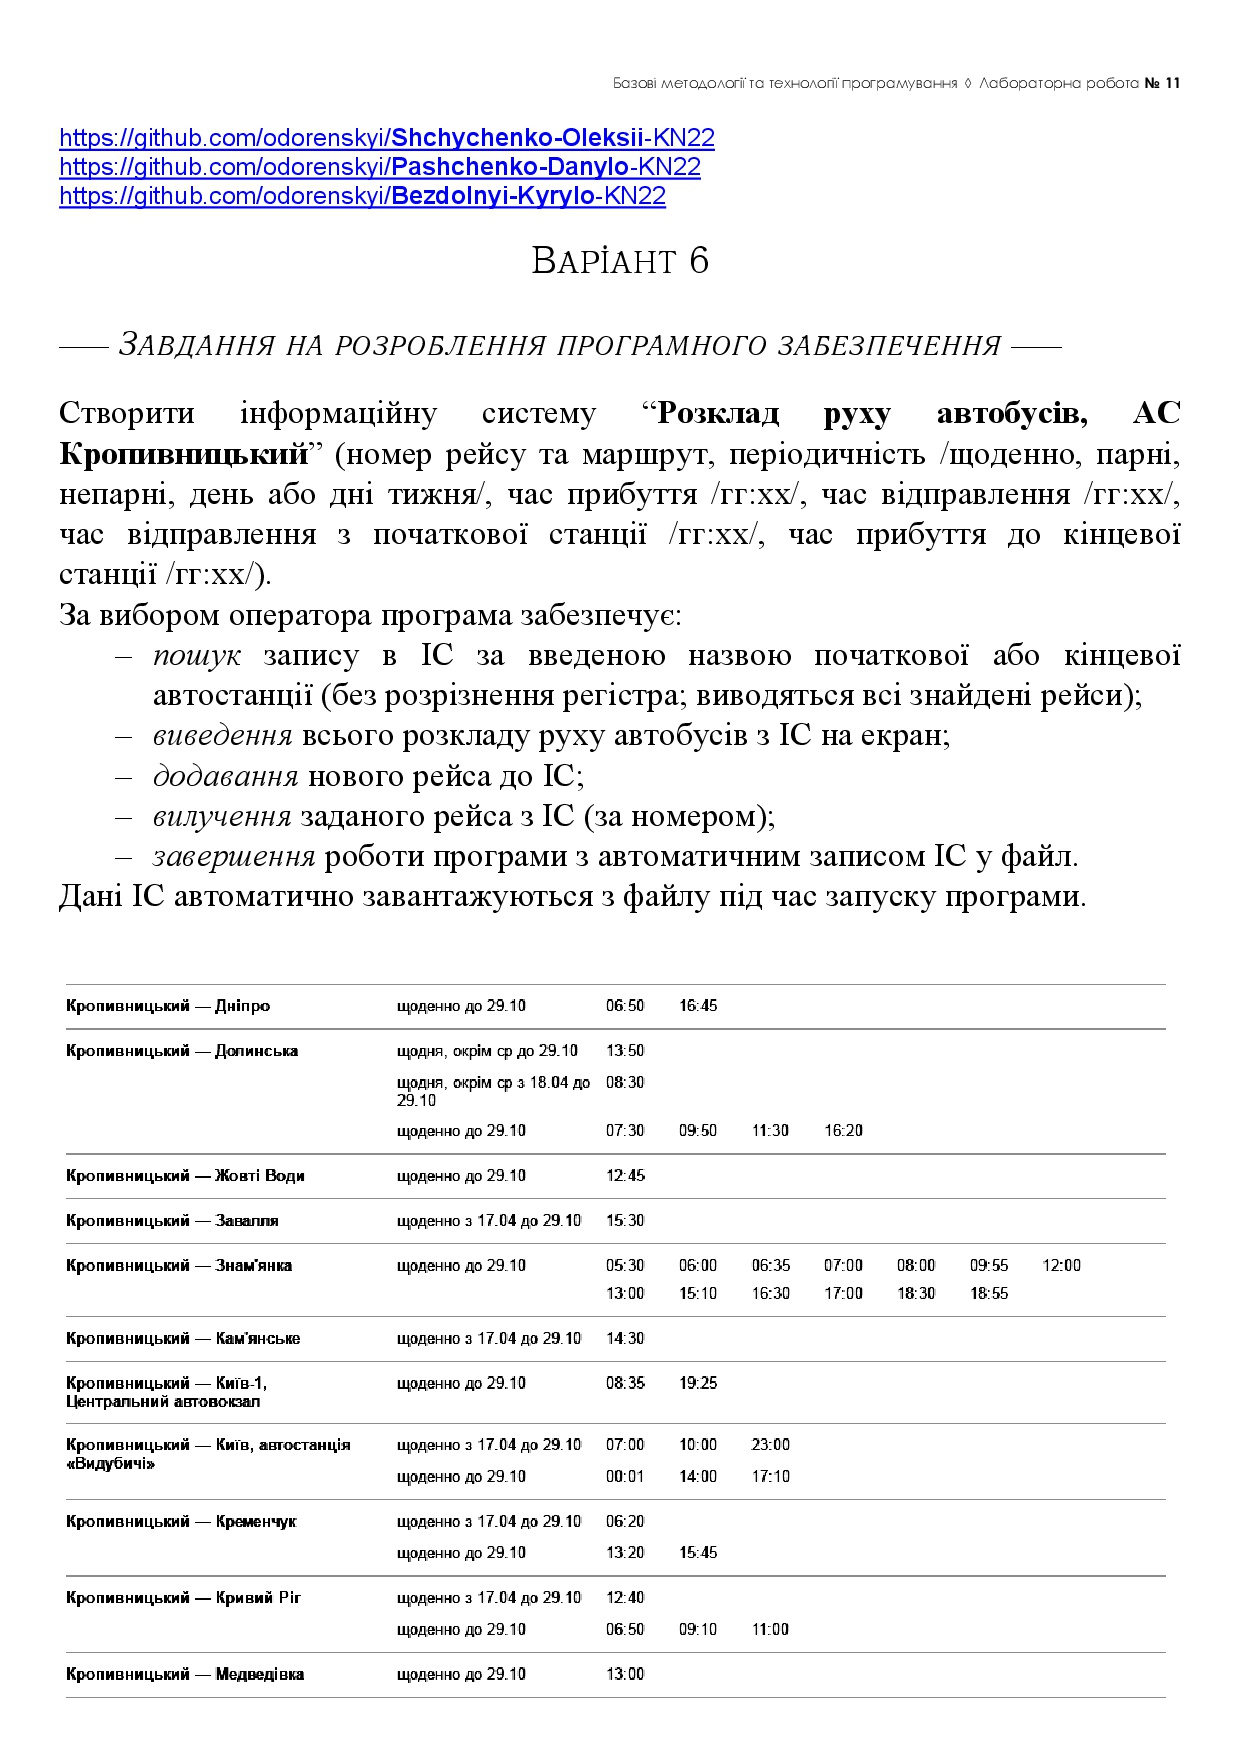 Базові методології та технології програмування ◊ Лабораторна робота № 11
https://github.com/odorenskyi/Shchychenko-Oleksii-KN22
https://github.com/odorenskyi/Pashchenko-Danylo-KN22
https://github.com/odorenskyi/Bezdolnyi-Kyrylo-KN22
ВАРІАНТ 6
—— ЗАВДАННЯ НА РОЗРОБЛЕННЯ ПРОГРАМНОГО ЗАБЕЗПЕЧЕННЯ ——
Створити інформаційну систему “Розклад руху автобусів, АС
Кропивницький” (номер рейсу та маршрут, періодичність /щоденно, парні,
непарні, день або дні тижня/, час прибуття /гг:хх/, час відправлення /гг:хх/,
час відправлення з початкової станції /гг:хх/, час прибуття до кінцевої
станції /гг:хх/).
За вибором оператора програма забезпечує:
– пошук запису в ІС за введеною назвою початкової або кінцевої
автостанції (без розрізнення регістра; виводяться всі знайдені рейси);
– виведення всього розкладу руху автобусів з ІС на екран;
– додавання нового рейса до ІС;
– вилучення заданого рейса з ІС (за номером);
– завершення роботи програми з автоматичним записом ІС у файл.
Дані ІС автоматично завантажуються з файлу під час запуску програми.
Кропивницький — Дніпро щоденно до 29.10 06:50 16:45
Кропивницький — Долинська щодня, окрім ср до 29.10 13:50
щодня, окрім ср з 18.04 до 08:30
29.10
щоденно до 29.10 07:30 09:50 11:30 16:20
Кропивницький — Жовті Води щоденно до 29.10 12:45
Кропивницький — Завалля щоденно з 17.04 до 29.10 15:30
Кропивницький — Знам'янка щоденно до 29.10 05:30 06:00 06:35 07:00 08:00 09:55 12:00
13:00 15:10 16:30 17:00 18:30 18:55
Кропивницький — Кам'янське щоденно з 17.04 до 29.10 14:30
Кропивницький — Київ-1, щоденно до 29.10 08:35 19:25
Центральний автовокзал
Кропивницький — Київ, автостанція щоденно з 17.04 до 29.10 07:00 10:00 23:00
«Видубичі»
щоденно до 29.10 00:01 14:00 17:10
Кропивницький — Кременчук щоденно з 17.04 до 29.10 06:20
щоденно до 29.10 13:20 15:45
Кропивницький — Кривий Ріг щоденно з 17.04 до 29.10 12:40
щоденно до 29.10 06:50 09:10 11:00
Кропивницький — Медведівка щоденно до 29.10 13:00